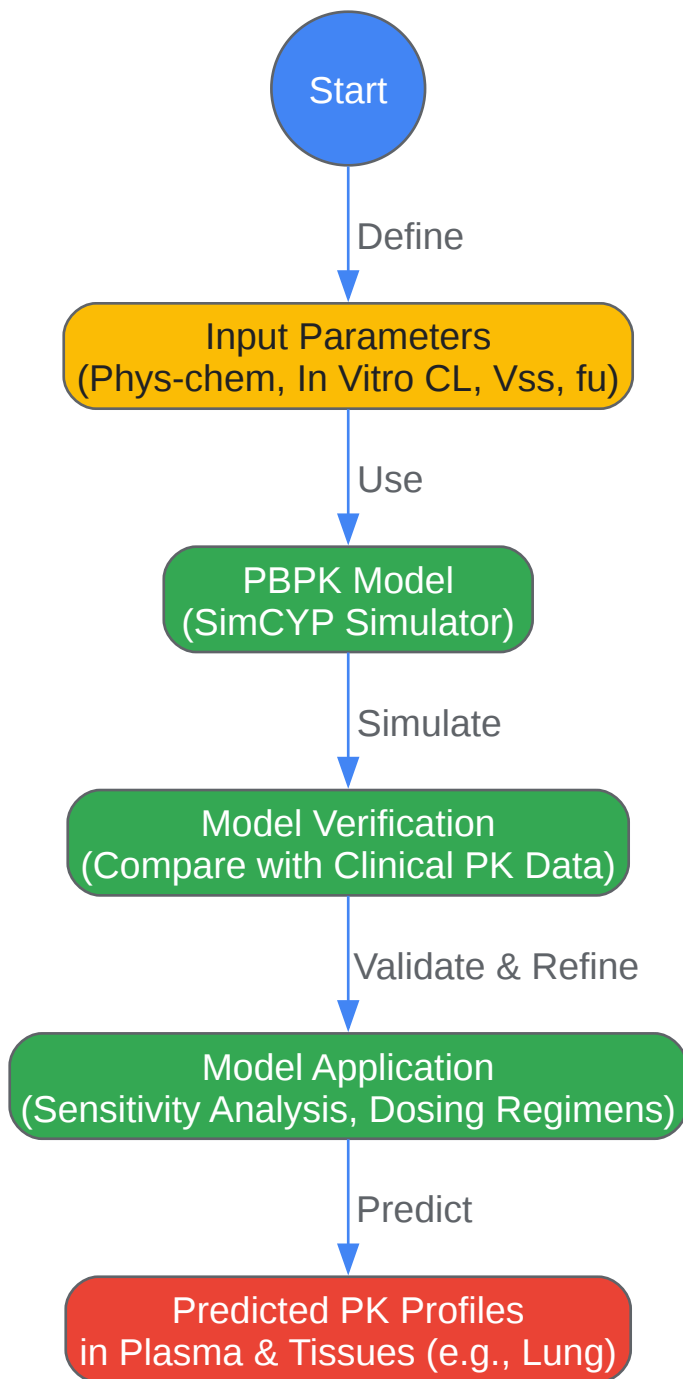 Start
Define
Input Parameters
(Phys-chem, In Vitro CL, Vss, fu)
Use
PBPK Model
(SimCYP Simulator)
Simulate
Model Verification
(Compare with Clinical PK Data)
Validate & Refine
Model Application
(Sensitivity Analysis, Dosing Regimens)
Predict
Predicted PK Profiles
in Plasma & Tissues (e.g., Lung)